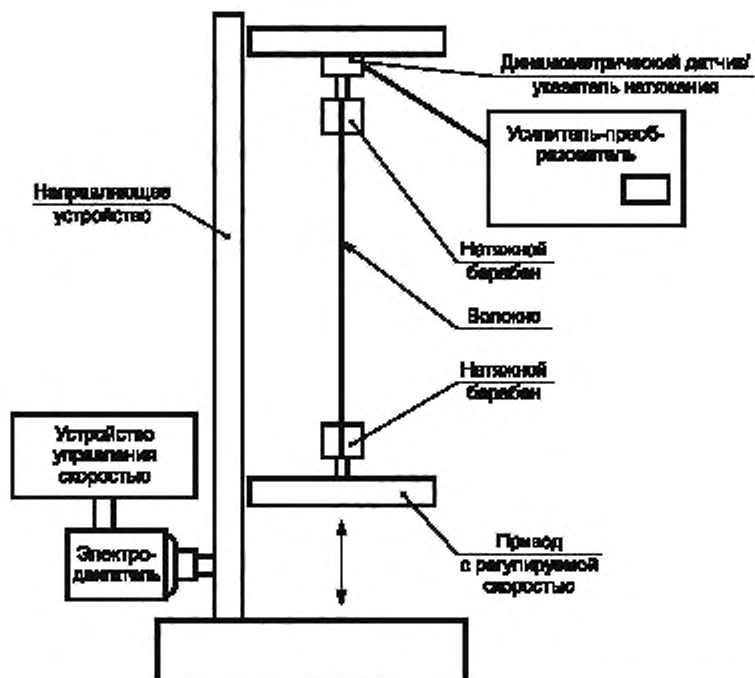 Динамометрический датчик/
указатель натяжения
Усилитель-преоб-
разователь
Направляющее
устройство
Натяжной
барабан
Волокно
Натяжной
барабан
Устройство
управления
скоростью
Электро-
двигатель
Привод
с регулируемой
скоростью